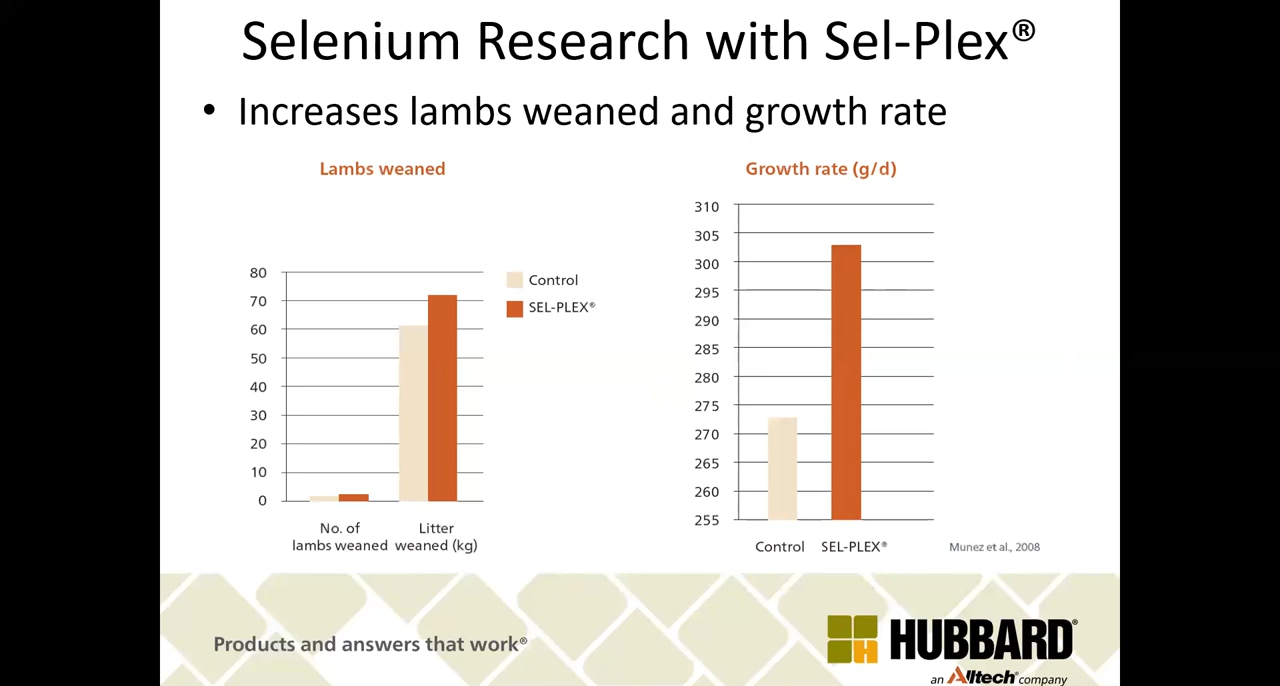 Selenium Research with Sel-Plex®
• Increases lambs weaned and growth rate
Lambs weaned
80
70
60
50
40
30
20
10
0
No. of
lambs weaned
Litter
weaned (kg)
Control
SEL-PLEX®
Growth rate (g/d)
310
305
300
295
290
285
280
275
270
265
260
255
Control
SEL-PLEX®
Munez et al., 2008
Products and answers that work®
HUBBARD®
an Alltech® company